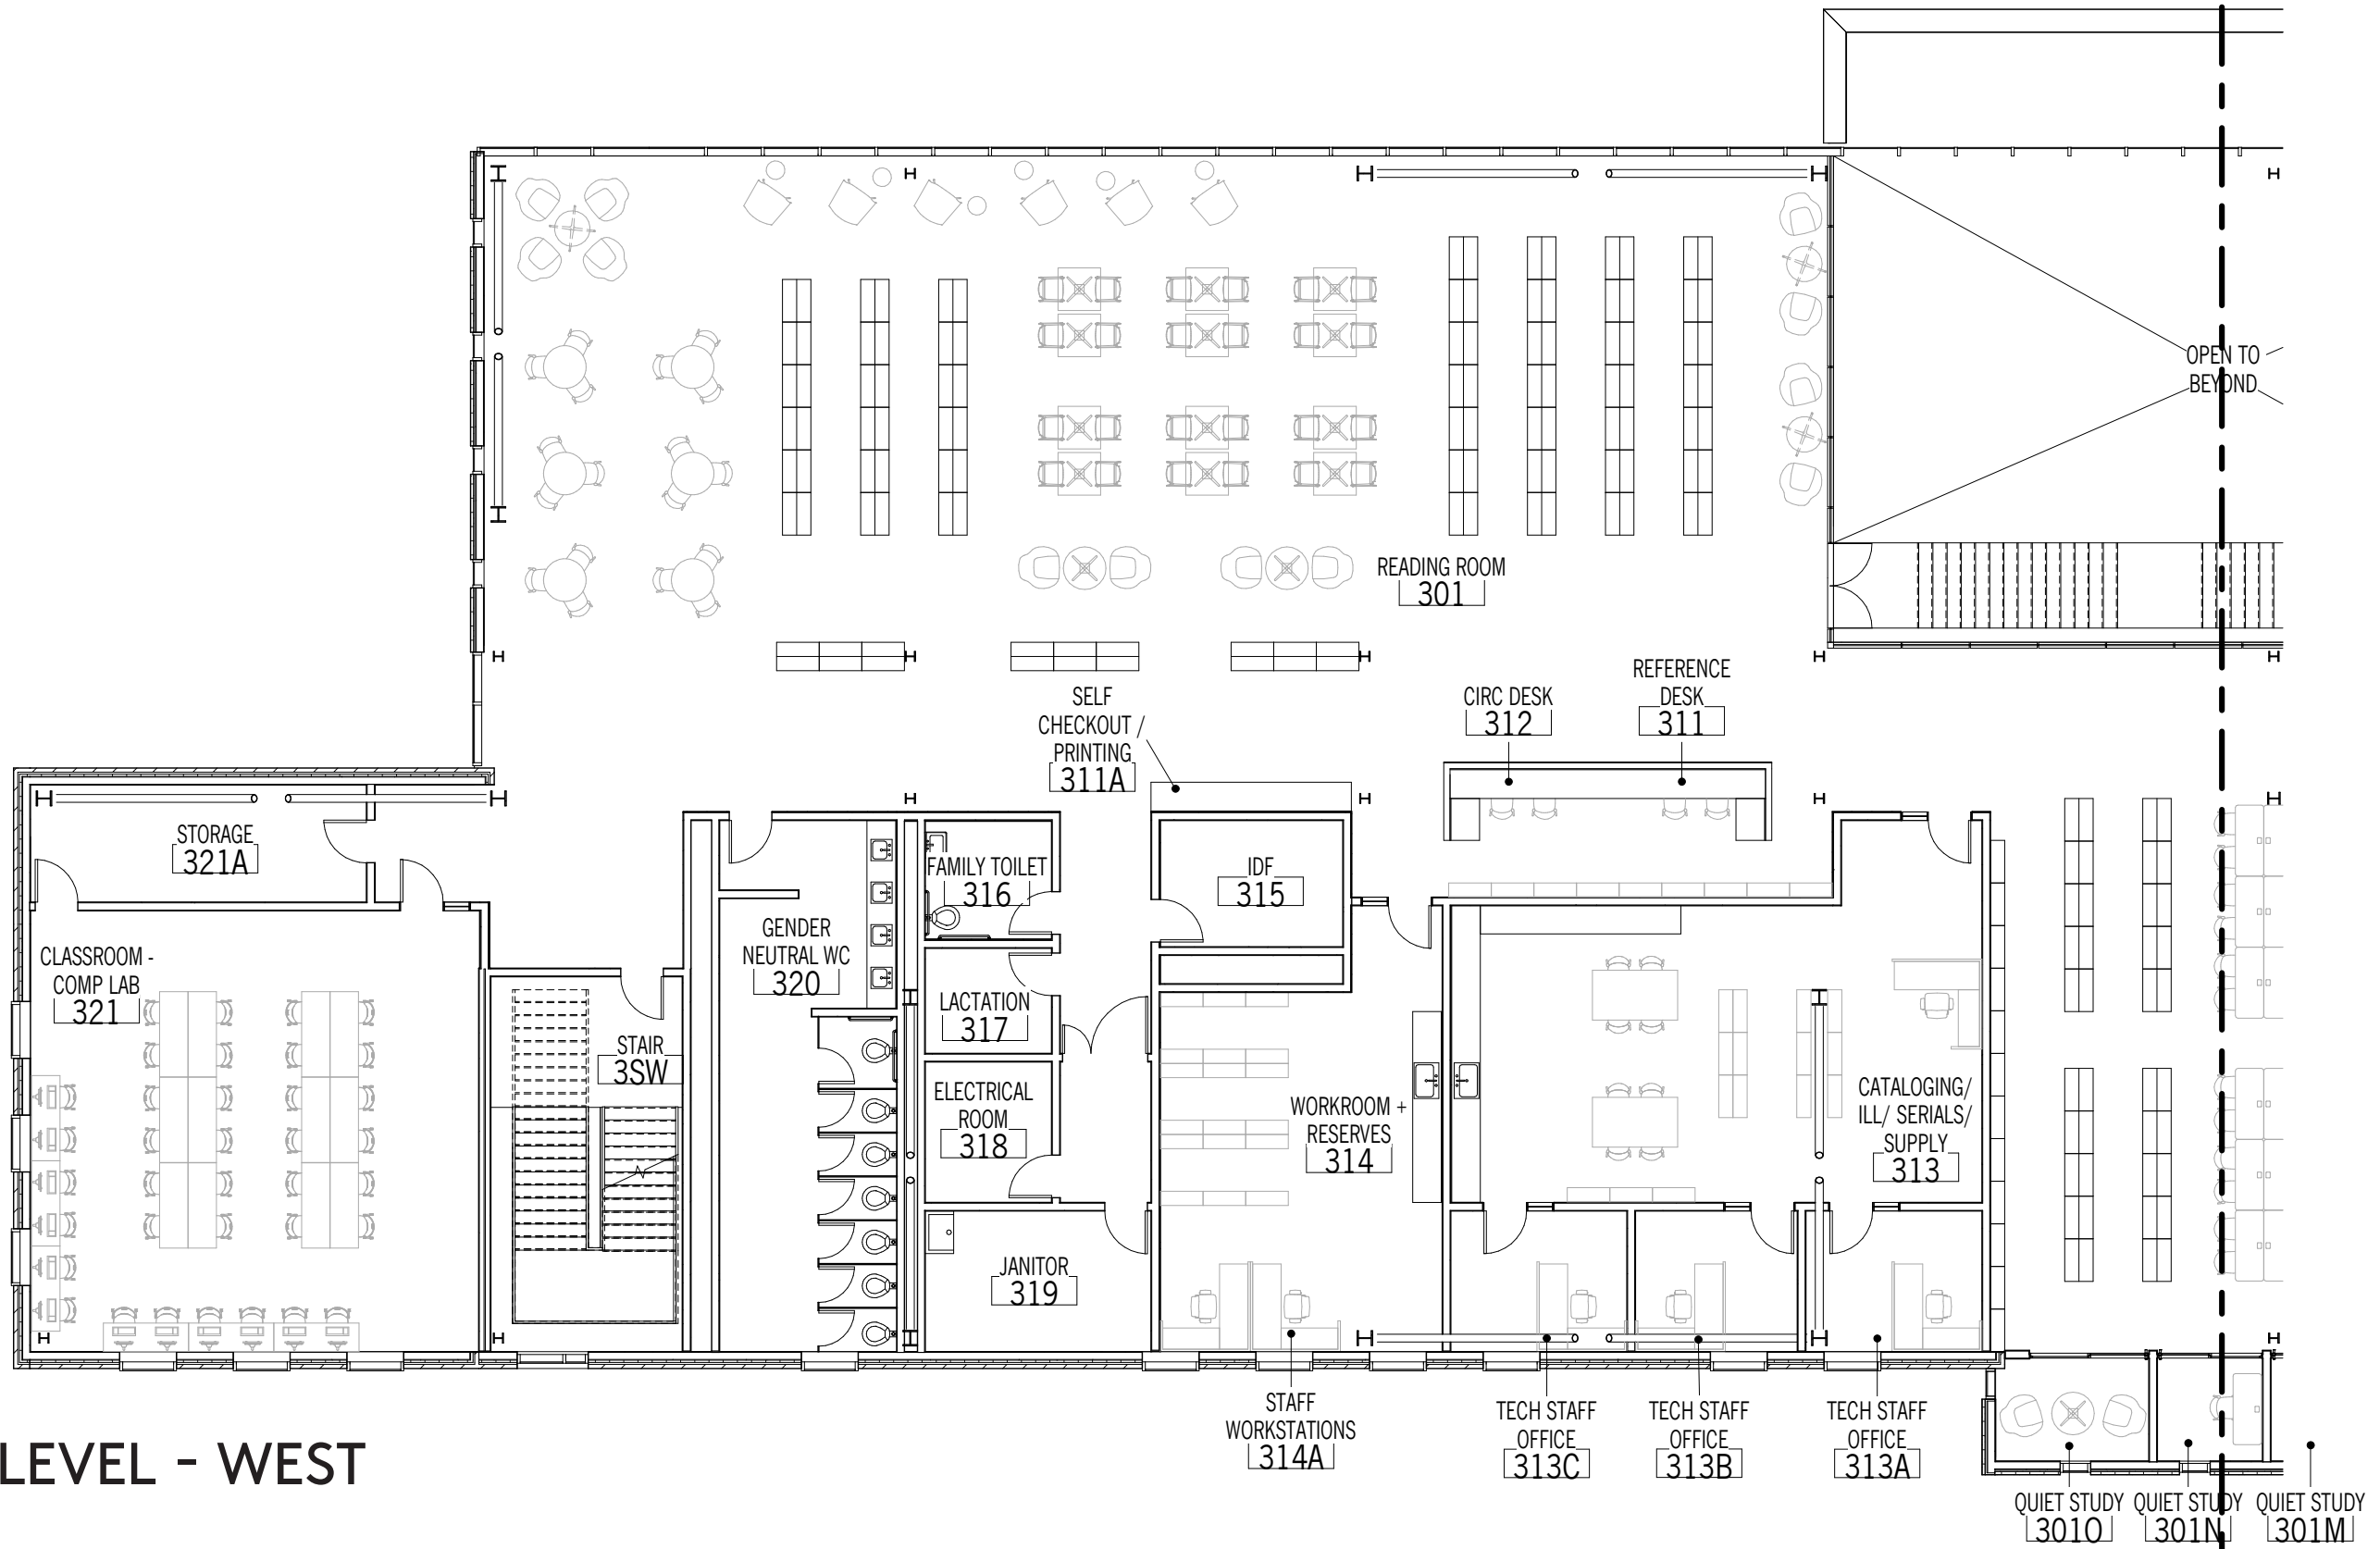 OPEN TO
BEYOND
READING ROOM
301
SELF
CHECKOUT /
PRINTING
311A
CIRC DESK
312
REFERENCE
DESK
311
STORAGE
321A
FAMILY TOILET
316
IDF
315
CLASSROOM -
COMP LAB
321
GENDER
NEUTRAL WC
320
LACTATION
317
STAIR
3SW
ELECTRICAL
ROOM
318
WORKROOM +
RESERVES
314
CATALOGING/
ILL/ SERIALS/
SUPPLY
313
JANITOR
319
STAFF
WORKSTATIONS
314A
TECH STAFF
OFFICE
313C
TECH STAFF
OFFICE
313B
TECH STAFF
OFFICE
313A
QUIET STUDY
301O
QUIET STUDY
301N
QUIET STUDY
301M
LEVEL - WEST